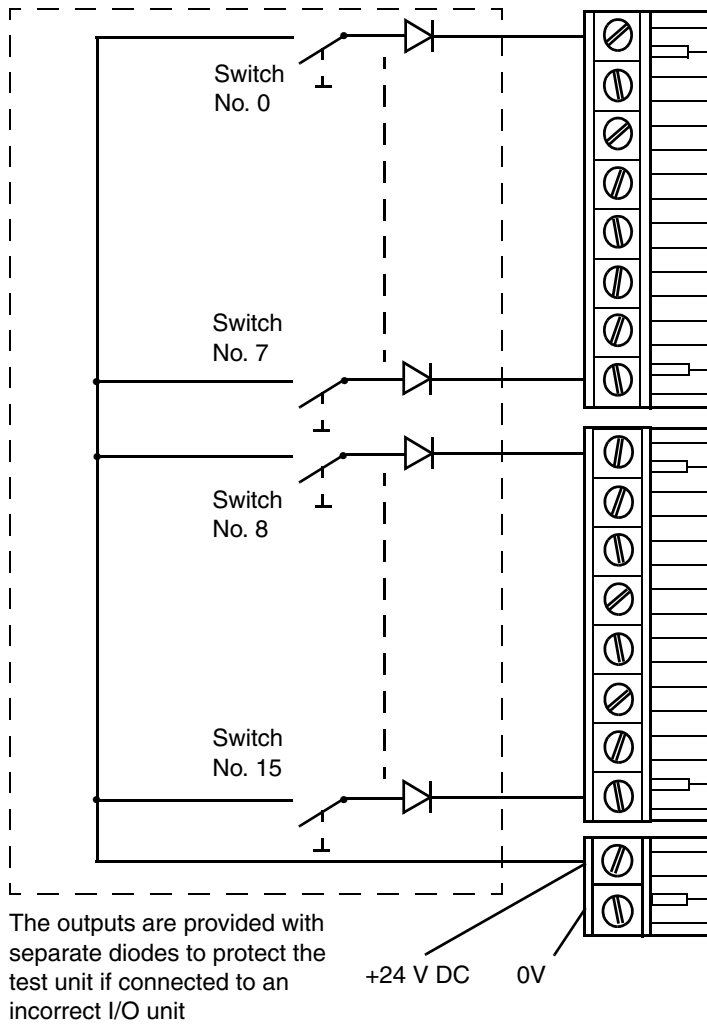 Switch
No. 0
Switch
No. 7
Switch
No. 8
Switch
No. 15
The outputs are provided with
separate diodes to protect the
test unit if connected to an
incorrect I/O unit
+24 V DC
0V